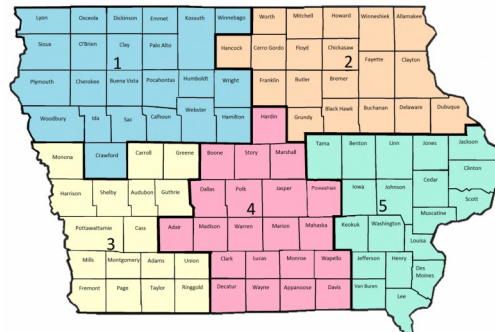 Lyon Osceola Dickinson Emmet Kossuth Winnebago Worth Mitchell Howard Winneshiek Allamakee
Sioux O'Brien Clay Palo Alto Hancock Cerro Gordo Floyd Chickasaw
1 2
Fayette Clayton
Plymouth Cherokee Buena Vista Pocahontas Humboldt Wright Franklin Butler Bremer
Woodbury Ida Sac Calhoun Webster Hamilton Hardin Grundy Black Hawk Buchanan Delaware Dubuque
Monona Crawford Carroll Greene Boone Story Marshall Tama Benton Linn Jones Jackson
Clinton
Harrison Shelby Audubon Guthrie Dallas Polk Jasper Poweshiek Iowa Johnson Cedar
Scott
4 5
Muscatine
Pottawattamie Cass Adair Madison Warren Marion Mahaska Keokuk Washington
3
Louisa
Mills Montgomery Adams Union Clark Lucas Monroe Wapello Jefferson Henry Des
Moines
Fremont Page Taylor Ringgold Decatur Wayne Appanoose Davis Van Buren Lee